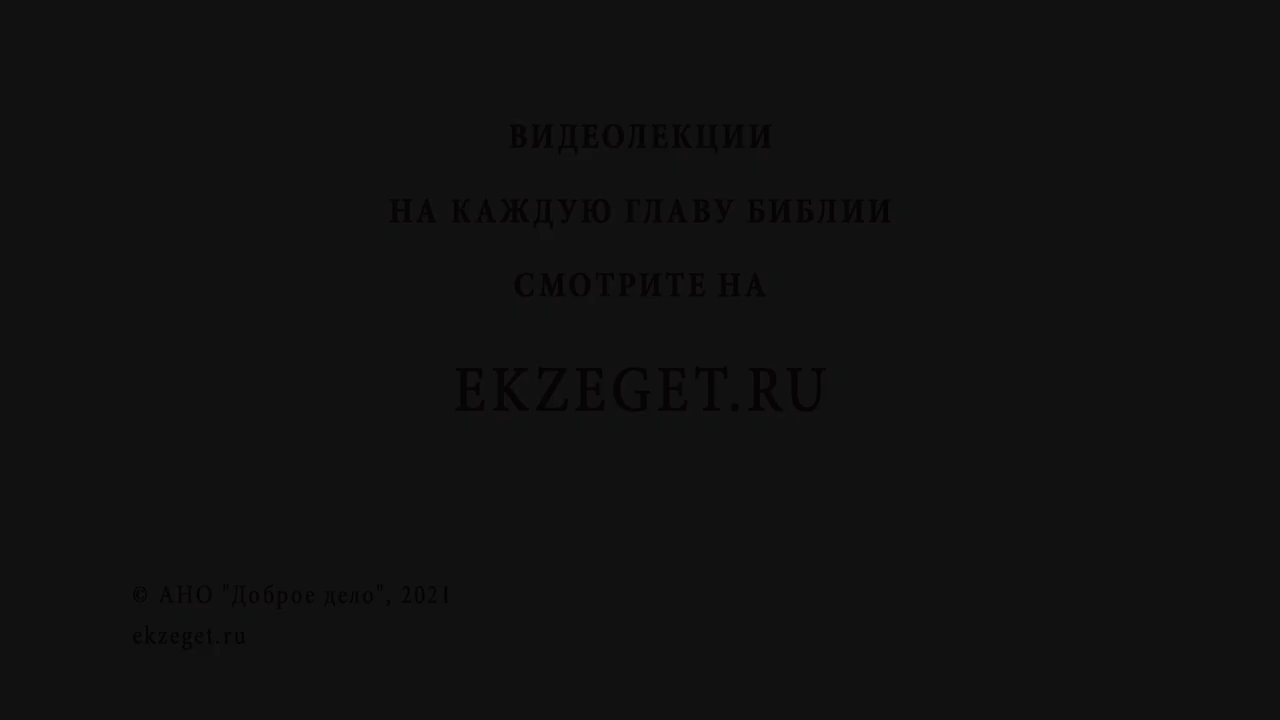 ВИДЕОЛЕКЦИИ
НА КАЖДУЮ ГЛАВУ БИБЛИИ
СМОТРИТЕ НА
EKZEGET.RU
© АНО "Доброе дело", 2021
ekzeget.ru